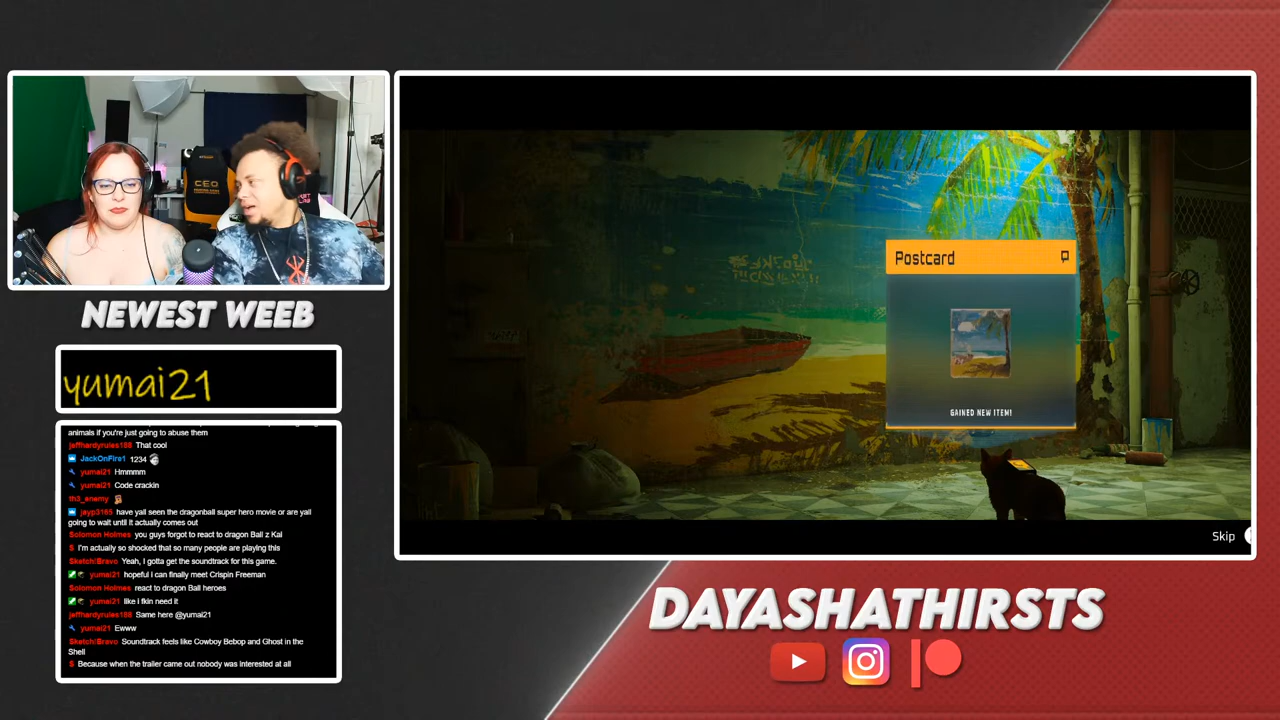 CEO
NEWEST WEEB
yumai21
animals if you're just going to abuse them
jeffhardyrules108 That cool
JackOnFire1 1234
yumai21 Hmmmm
yumai21 Code crackin
th3_enemy
jayp3165 have yall seen the dragonball super hero movie or are yall
going to wait until it actually comes out
Solomon Holmes you guys forgot to react to dragon Ball z Kai
S I'm actually so shocked that so many people are playing this
Sketch!Bravo Yeah, I gotta get the soundtrack for this game.
yumai21 hopeful i can finally meet Crispin Freeman
Solomon Holmes react to dragon Ball heroes
yumai21 like i fkin need it
jeffhardyrules108 Same here @yumai21
yumai21 Ewww
Sketch!Bravo Soundtrack feels like Cowboy Bebop and Ghost in the
Shell
S Because when the trailer came out nobody was interested at all
Postcard
GAINED NEW ITEM!
Skip
DAYASHATHIRSTS